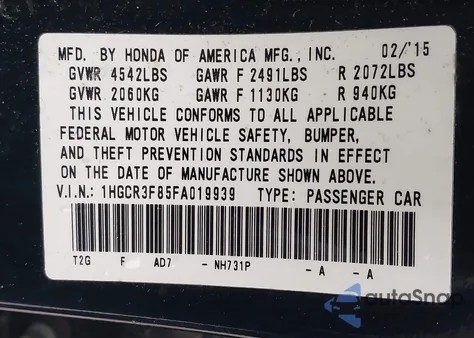 MFD. BY HONDA OF AMERICA MFG., INC. 02/'15
GVWR 4542LBS GAWR F 2491LBS R 2072LBS
GVWR 2060KG GAWR F 1130KG R 940KG
THIS VEHICLE CONFORMS TO ALL APPLICABLE
FEDERAL MOTOR VEHICLE SAFETY, BUMPER,
AND THEFT PREVENTION STANDARDS IN EFFECT
ON THE DATE OF MANUFACTURE SHOWN ABOVE.
V.I.N.: 1HGCR3F85FA019939 TYPE: PASSENGER CAR
T2G F AD7 - NH731P - A - A
autoSnap